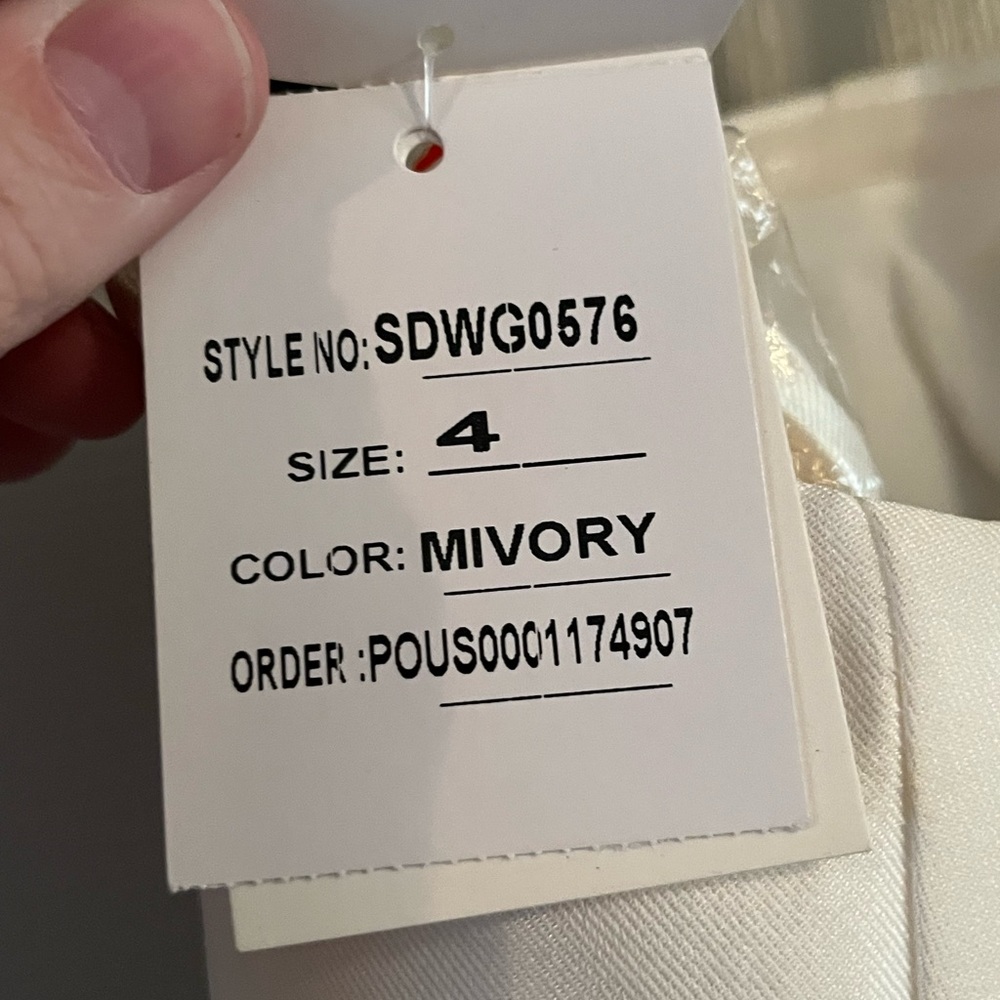 STYLE NO: SDWG0576
SIZE: 4
COLOR: MIVORY
ORDER :POUS0001174907